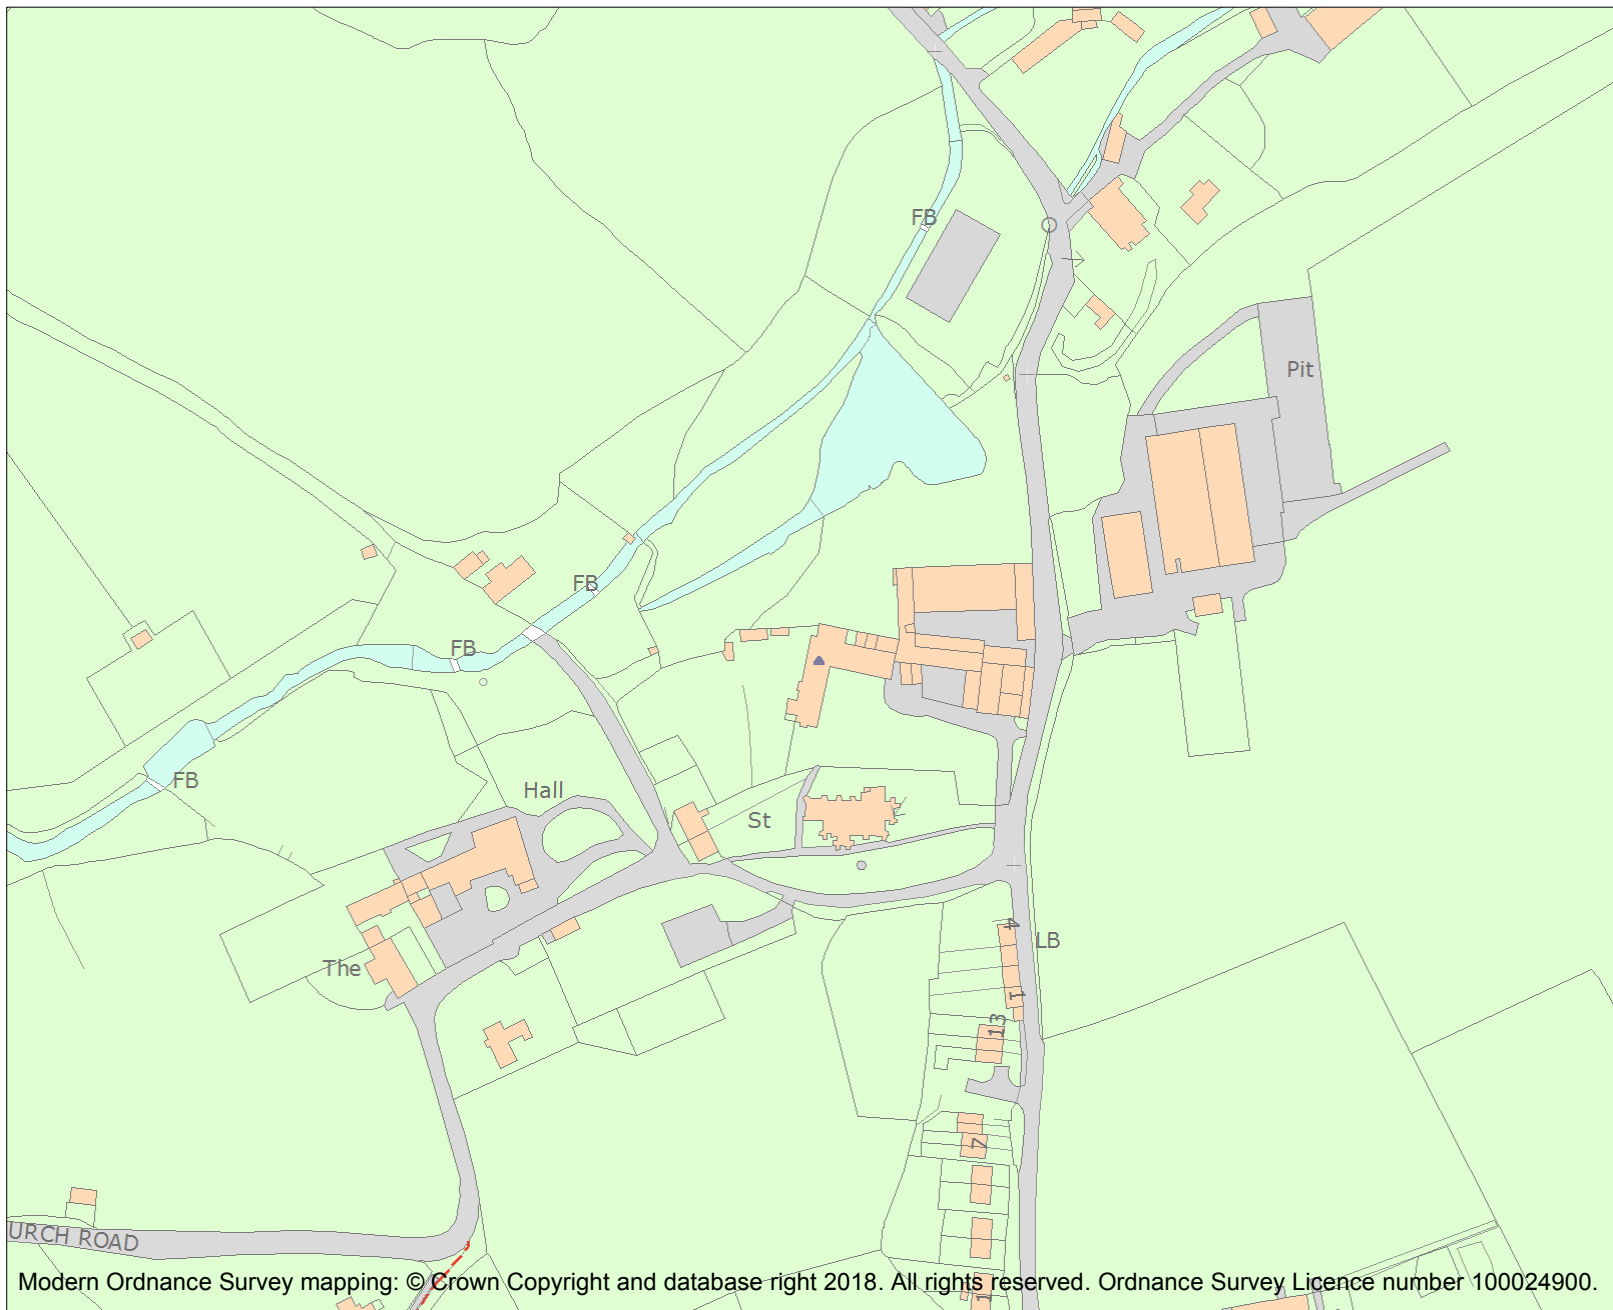 FB
Pit
FB
FB
FB
Hall
St
4
LB
The
1
13
7
URCH ROAD
1
Modern Ordnance Survey mapping: © Crown Copyright and database right 2018. All rights reserved. Ordnance Survey Licence number 100024900.